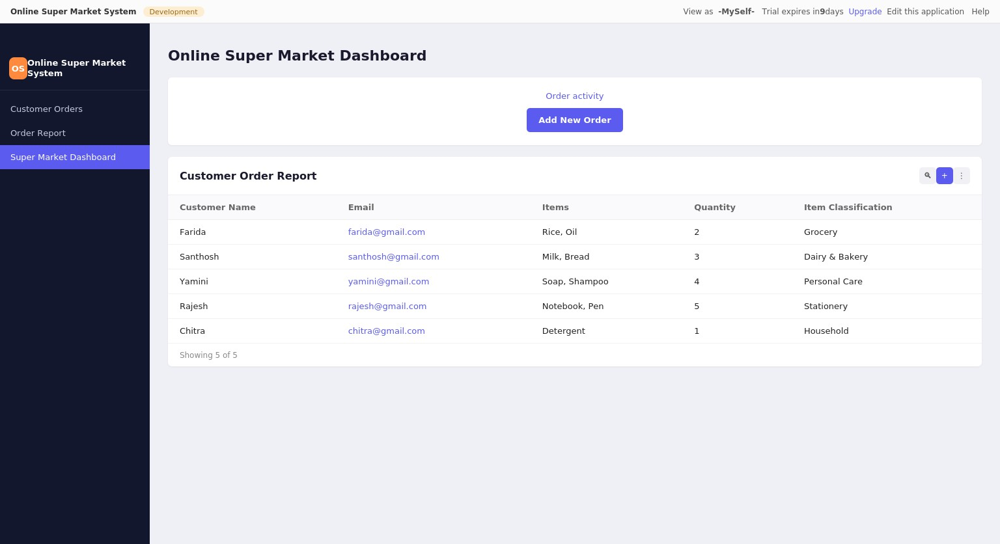 Online Super Market System Development View as -MySelf- Trial expires in9days Upgrade Edit this application Help
OS Online Super Market
System
Customer Orders
Order Report
Super Market Dashboard
Online Super Market Dashboard
Order activity
Add New Order
Customer Order Report + ⋮
Customer Name Email Items Quantity Item Classification
Farida farida@gmail.com Rice, Oil 2 Grocery
Santhosh santhosh@gmail.com Milk, Bread 3 Dairy & Bakery
Yamini yamini@gmail.com Soap, Shampoo 4 Personal Care
Rajesh rajesh@gmail.com Notebook, Pen 5 Stationery
Chitra chitra@gmail.com Detergent 1 Household
Showing 5 of 5